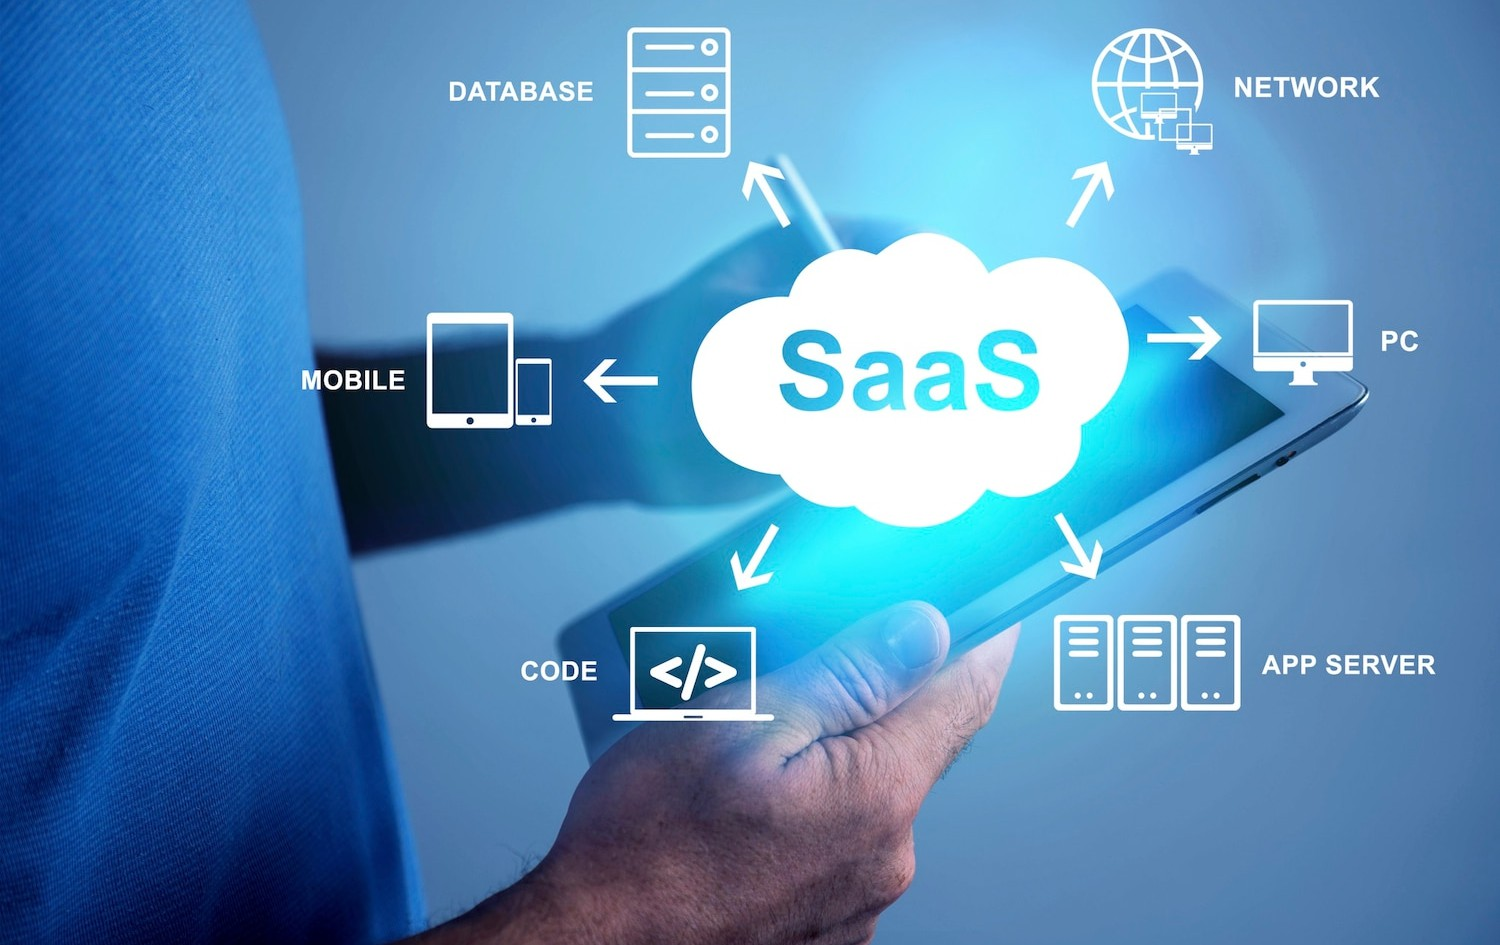 DATABASE
NETWORK
SaaS
PC
MOBILE
CODE
</>
APP SERVER